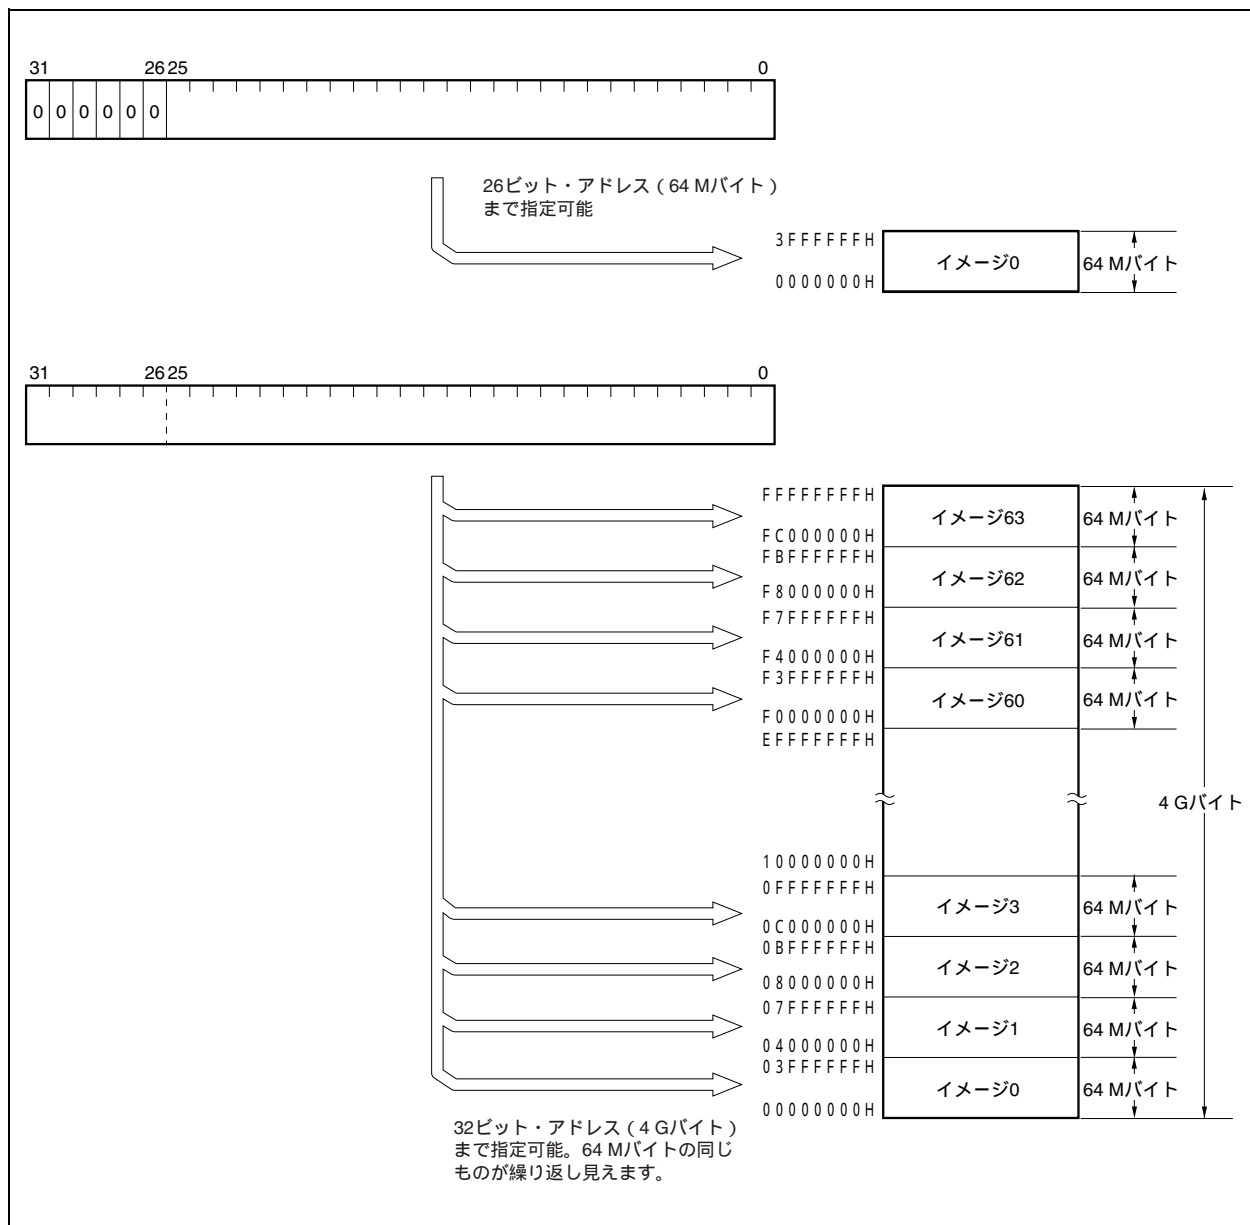 31 26 25 0
0 0 0 0 0 0
26ビット・アドレス（64 Mバイト）
まで指定可能
3FFFFFFH
イメージ0
64 Mバイト
0000000H
31 26 25 0
FFFFFFFFH
イメージ63
64 Mバイト
FC000000H
FBFFFFFFH
イメージ62
64 Mバイト
F8000000H
F7FFFFFFH
イメージ61
64 Mバイト
F4000000H
F3FFFFFFH
イメージ60
64 Mバイト
F0000000H
EFFFFFFFH
4 Gバイト
10000000H
0FFFFFFFH
イメージ3
64 Mバイト
0C000000H
0BFFFFFFH
イメージ2
64 Mバイト
08000000H
07FFFFFFH
イメージ1
64 Mバイト
04000000H
03FFFFFFH
イメージ0
64 Mバイト
00000000H
32ビット・アドレス（4 Gバイト）
まで指定可能。64 Mバイトの同じ
ものが繰り返し見えます。